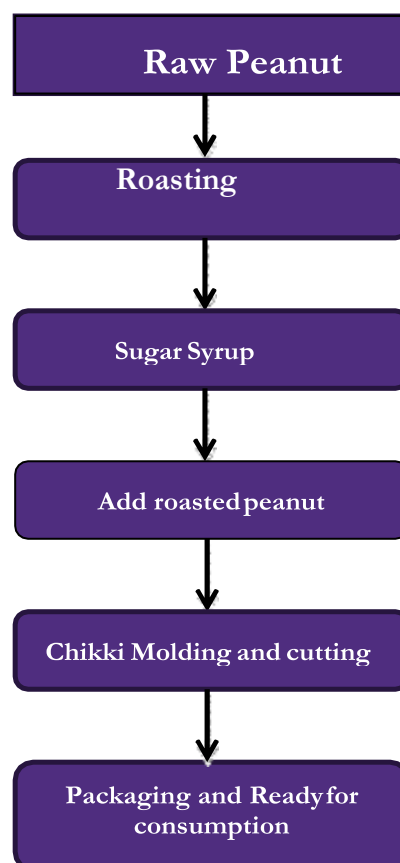 Raw Peanut
Roasting
Sugar Syrup
Add roasted peanut
Chikki Molding and cutting
Packaging and Ready for
consumption